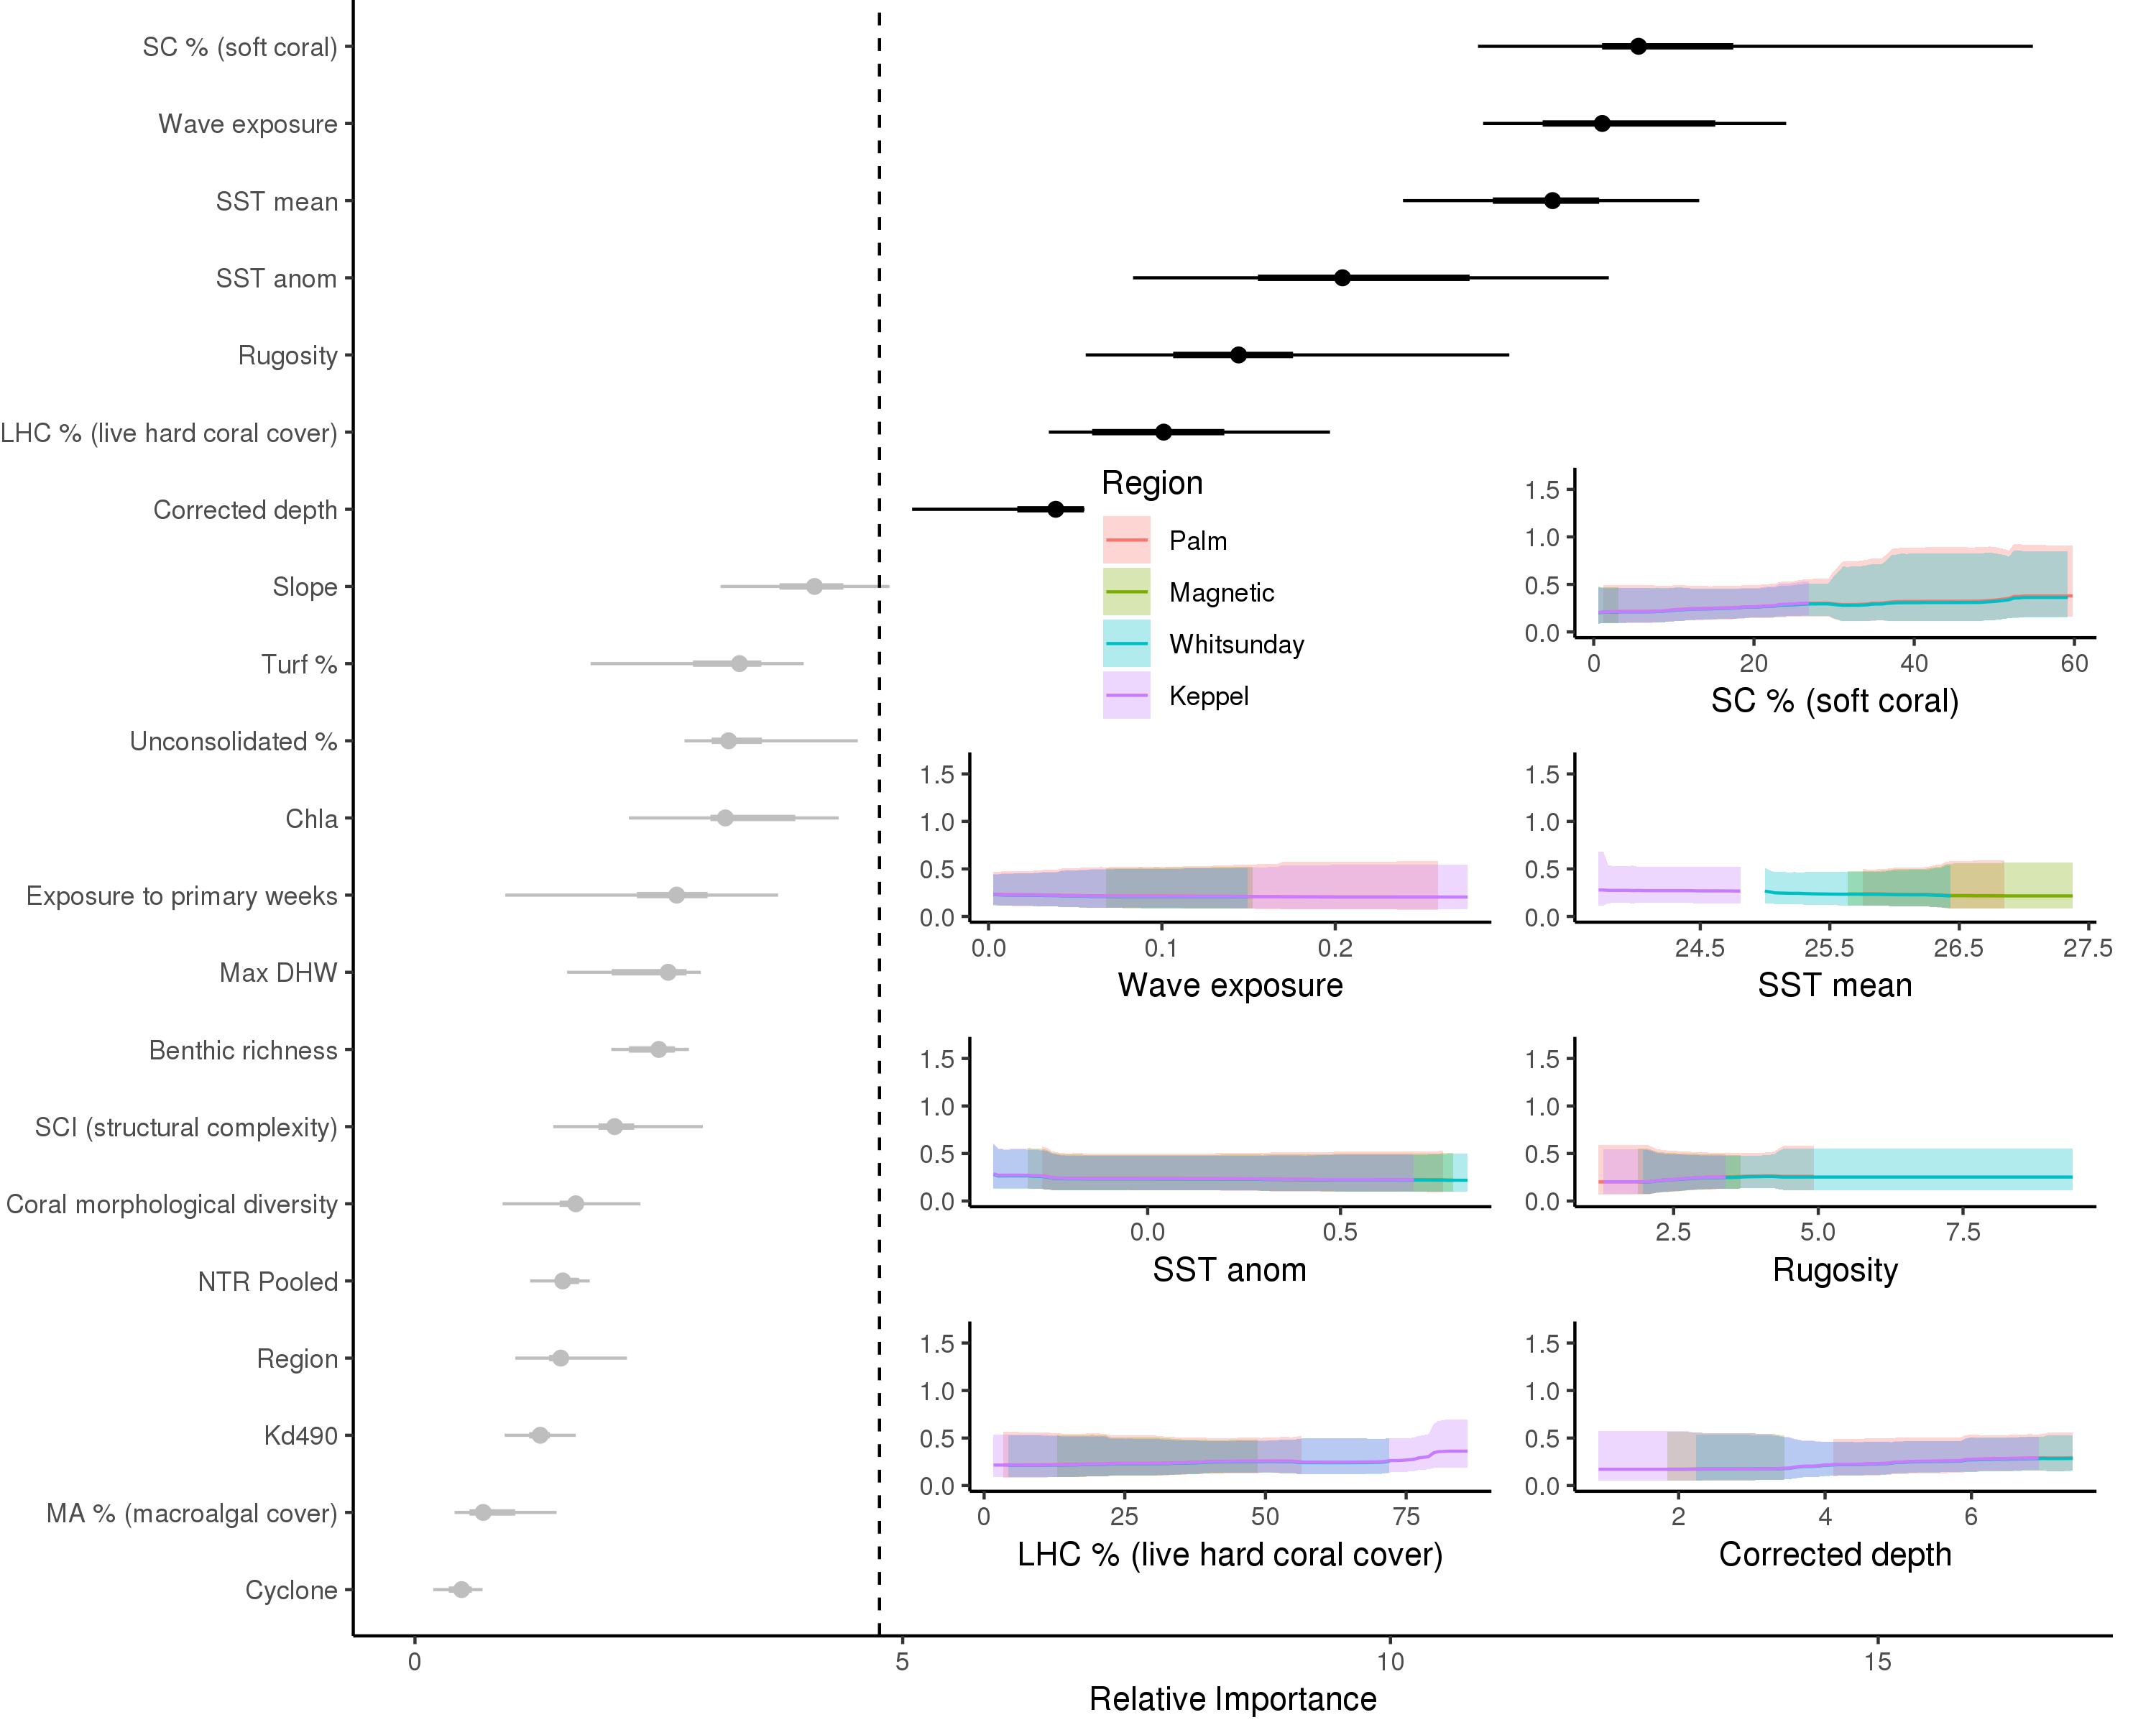 SC % (soft coral)
Wave exposure
SST mean
SST anom
Rugosity
LHC % (live hard coral cover)
Corrected depth
Slope
Turf %
Unconsolidated %
Chla
Exposure to primary weeks
Max DHW
Benthic richness
SCI (structural complexity)
Coral morphological diversity
NTR Pooled
Region
Kd490
MA % (macroalgal cover)
Cyclone
0 5 10 15
Relative Importance
Region
Palm
Magnetic
Whitsunday
Keppel
1.5
1.0
0.5
0.0
0 20 40 60
SC % (soft coral)
1.5
1.0
0.5
0.0
0.0 0.1 0.2
Wave exposure
1.5
1.0
0.5
0.0
24.5 25.5 26.5 27.5
SST mean
1.5
1.0
0.5
0.0
0.0 0.5
SST anom
1.5
1.0
0.5
0.0
2.5 5.0 7.5
Rugosity
1.5
1.0
0.5
0.0
0 25 50 75
LHC % (live hard coral cover)
1.5
1.0
0.5
0.0
2 4 6
Corrected depth